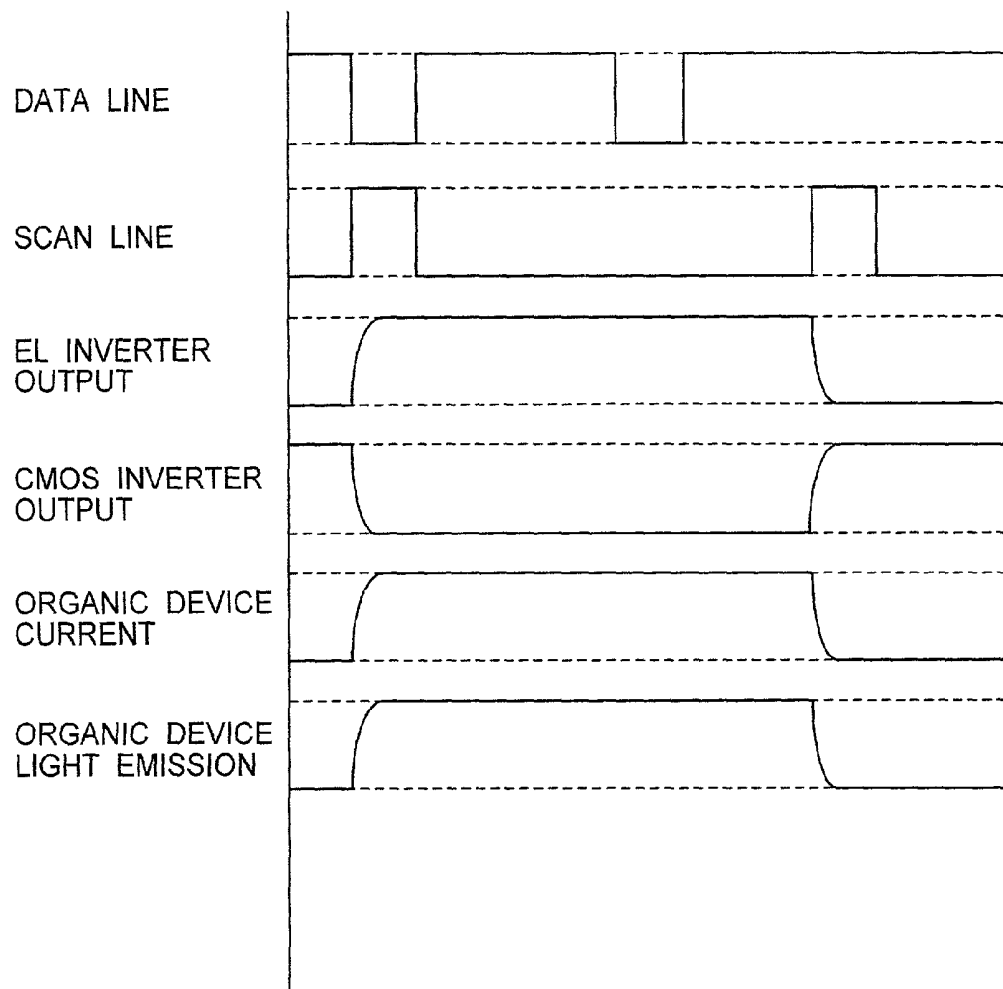 DATA LINE
SCAN LINE
EL INVERTER
OUTPUT
CMOS INVERTER
OUTPUT
ORGANIC DEVICE
CURRENT
ORGANIC DEVICE
LIGHT EMISSION